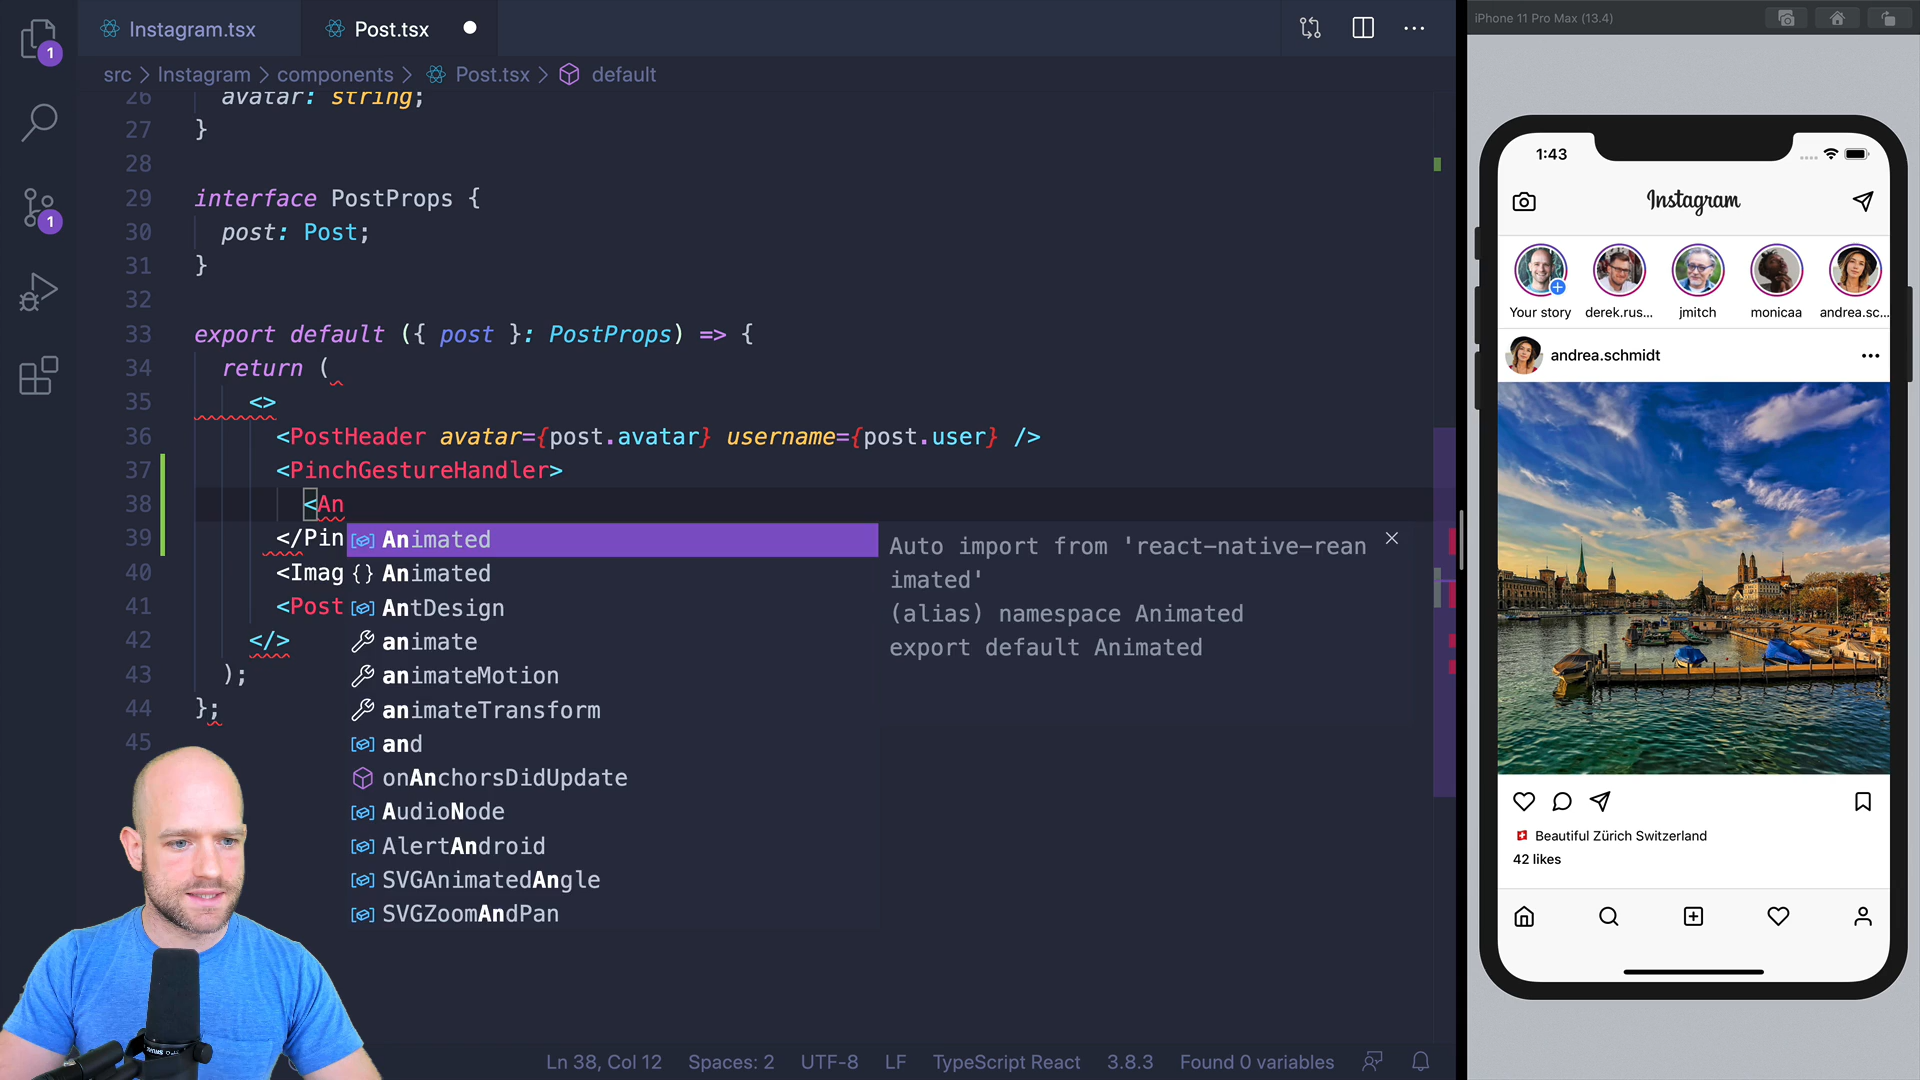 Instagram.tsx
Post.tsx
iPhone 11 Pro Max (13.4)
1
src > Instagram > components > Post.tsx > default
26 avatar: string;
27 }
28
29 interface PostProps {
30 post: Post;
31 }
32
33 export default ({ post }: PostProps) => {
34 return (
35 <>
36 <PostHeader avatar={post.avatar} username={post.user} />
37 <PinchGestureHandler>
38 <An
39 </Pin
40 <Imag
41 <Post
42 </>
43 );
44 };
45
1
Animated
{} Animated
AntDesign
animate
animateMotion
animateTransform
and
onAnchorsDidUpdate
AudioNode
AlertAndroid
SVGAnimatedAngle
SVGZoomAndPan
Auto import from 'react-native-rean
imated'
(alias) namespace Animated
export default Animated
Ln 38, Col 12 Spaces: 2 UTF-8 LF TypeScript React 3.8.3 Found 0 variables
1:43
Instagram
Your story derek.rus... jmitch monicaa andrea.sc...
andrea.schmidt
Beautiful Zürich Switzerland
42 likes